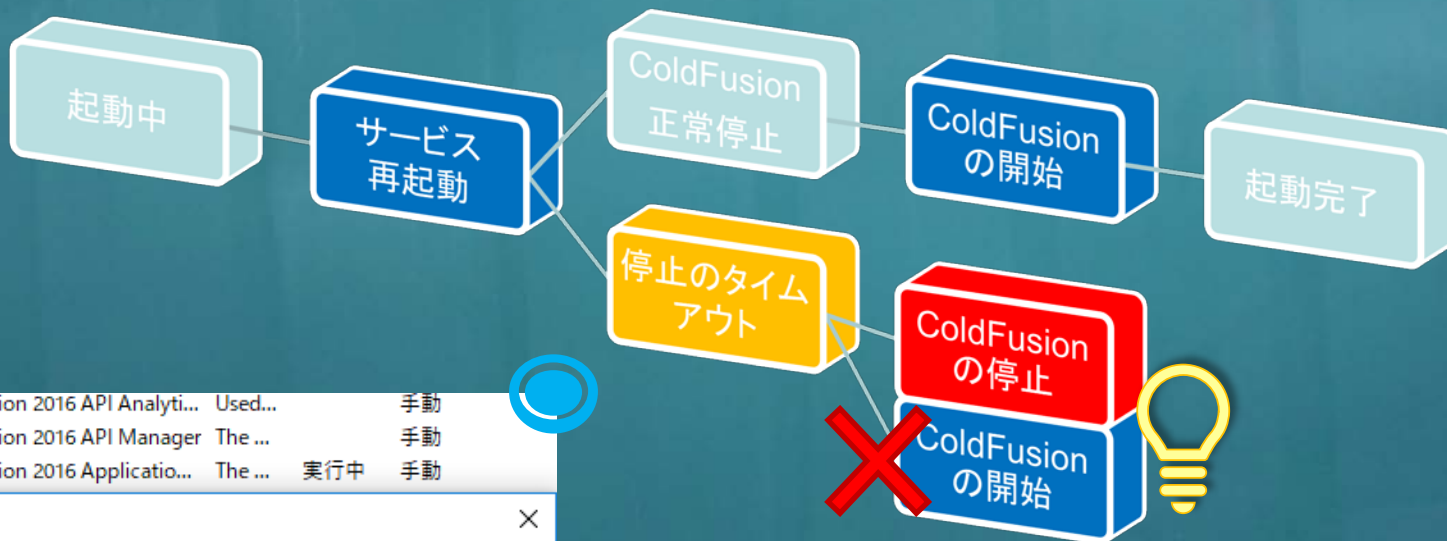 起動中
サービス
再起動
ColdFusion
正常停止
ColdFusion
の開始
起動完了
停止のタイム
アウト
ColdFusion
の停止
ColdFusion
の開始
ion 2016 API Analyti... Used... 手動
ion 2016 API Manager The ... 手動
ion 2016 Applicatio... The ... 実行中 手動